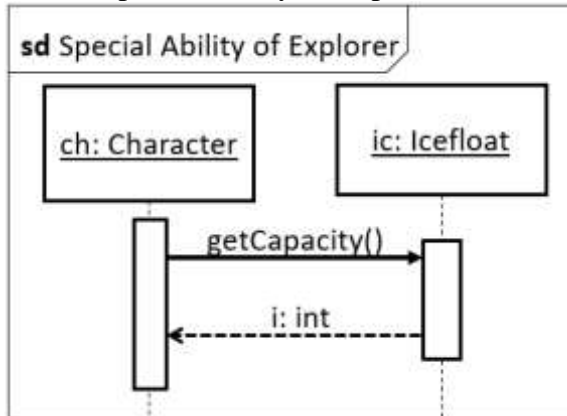 sd Special Ability of Explorer
ch: Character
ic: Icefloat
getCapacity()
i: int